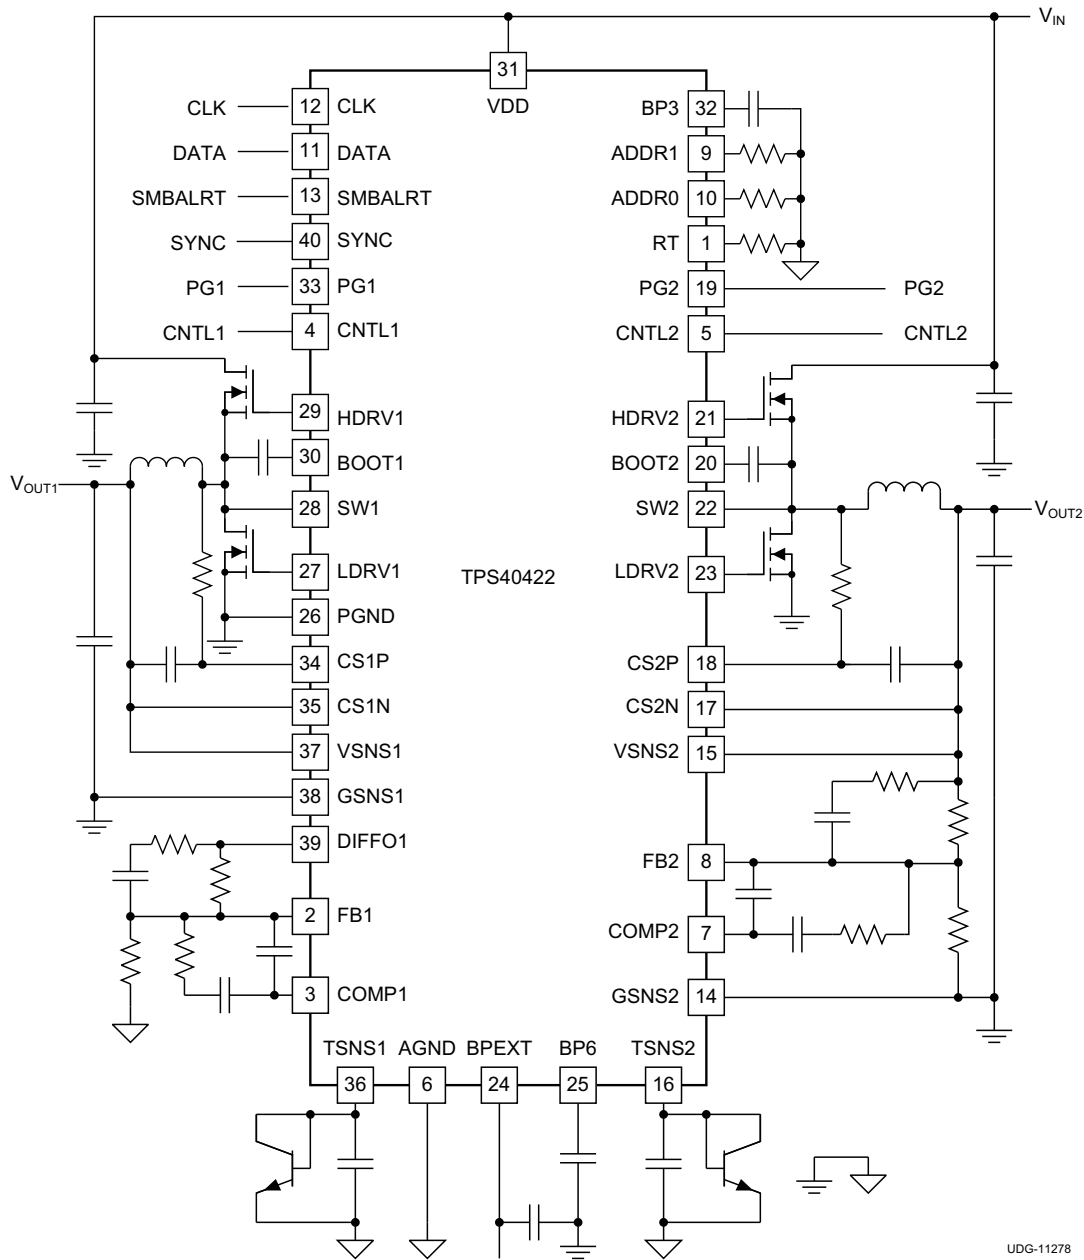 V_IN
31
VDD
CLK 12 CLK
DATA 11 DATA
SMBALRT 13 SMBALRT
SYNC 40 SYNC
PG1 33 PG1
CNTL1 4 CNTL1
29 HDRV1
30 BOOT1
V_OUT1
28 SW1
27 LDRV1
26 PGND
34 CS1P
35 CS1N
37 VSNS1
38 GSNS1
39 DIFFO1
2 FB1
3 COMP1
TPS40422
BP3 32
ADDR1 9
ADDR0 10
RT 1
PG2 19 PG2
CNTL2 5 CNTL2
HDRV2 21
BOOT2 20
SW2 22
V_OUT2
LDRV2 23
CS2P 18
CS2N 17
VSNS2 15
FB2 8
COMP2 7
GSNS2 14
TSNS1 AGND BPEXT BP6 TSNS2
36 6 24 25 16
UDG-11278